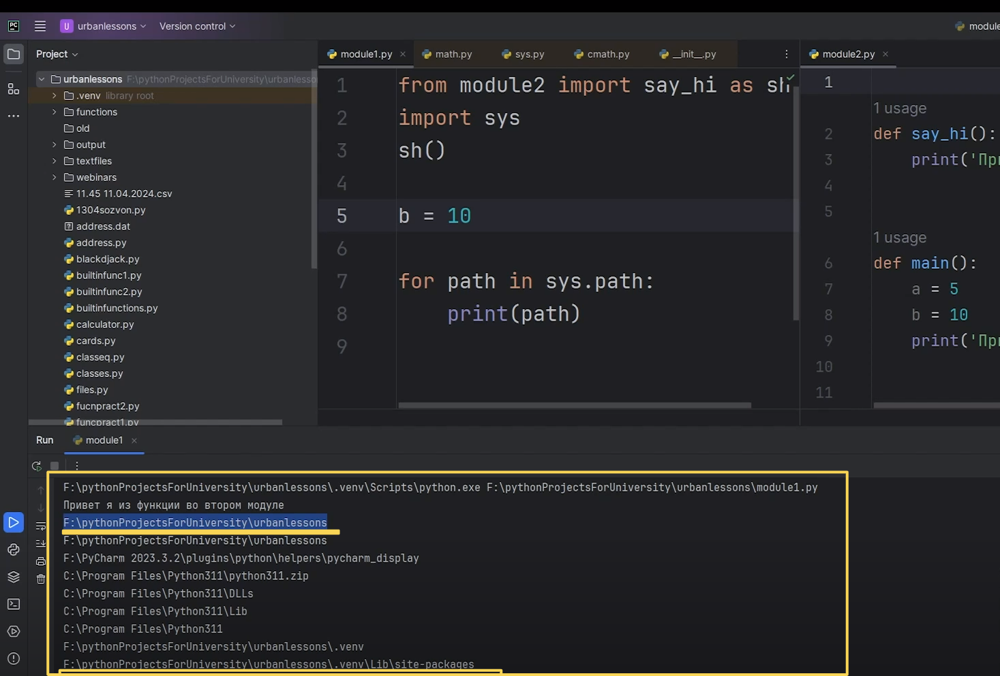 PC
U urbanlessons
Version control
Project
urbanlessons F:\pythonProjectsForUniversity\urbanlesso
.venv library root
functions
old
output
textfiles
webinars
11.45 11.04.2024.csv
1304sozvon.py
address.dat
address.py
blackdjack.py
builtinfunc1.py
builtinfunc2.py
builtinfunctions.py
calculator.py
cards.py
classeq.py
classes.py
files.py
fucnpract2.py
funcpract1.py
module1.py
math.py
sys.py
cmath.py
__init__.py
1 from module2 import say_hi as sh
2 import sys
3 sh()
4
5 b = 10
6
7 for path in sys.path:
8 print(path)
9
module
module2.py
1
1 usage
2 def say_hi():
3 print('При
4
5
1 usage
6 def main():
7 a = 5
8 b = 10
9 print('При
10
11
Run
module1
F:\pythonProjectsForUniversity\urbanlessons\.venv\Scripts\python.exe F:\pythonProjectsForUniversity\urbanlessons\module1.py
Привет я из функции во втором модуле
F:\pythonProjectsForUniversity\urbanlessons
F:\pythonProjectsForUniversity\urbanlessons
F:\PyCharm 2023.3.2\plugins\python\helpers\pycharm_display
C:\Program Files\Python311\python311.zip
C:\Program Files\Python311\DLLs
C:\Program Files\Python311\Lib
C:\Program Files\Python311
F:\pythonProjectsForUniversity\urbanlessons\.venv
F:\pythonProjectsForUniversity\urbanlessons\.venv\Lib\site-packages